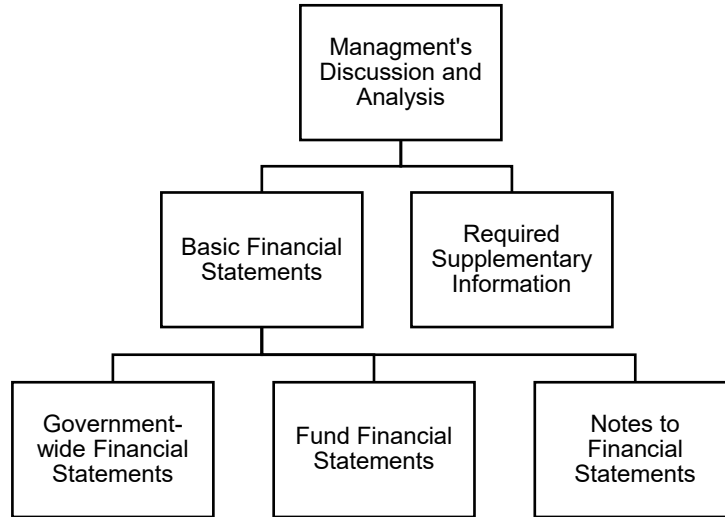 Managment's
Discussion and
Analysis
Basic Financial
Statements
Required
Supplementary
Information
Government-
wide Financial
Statements
Fund Financial
Statements
Notes to
Financial
Statements